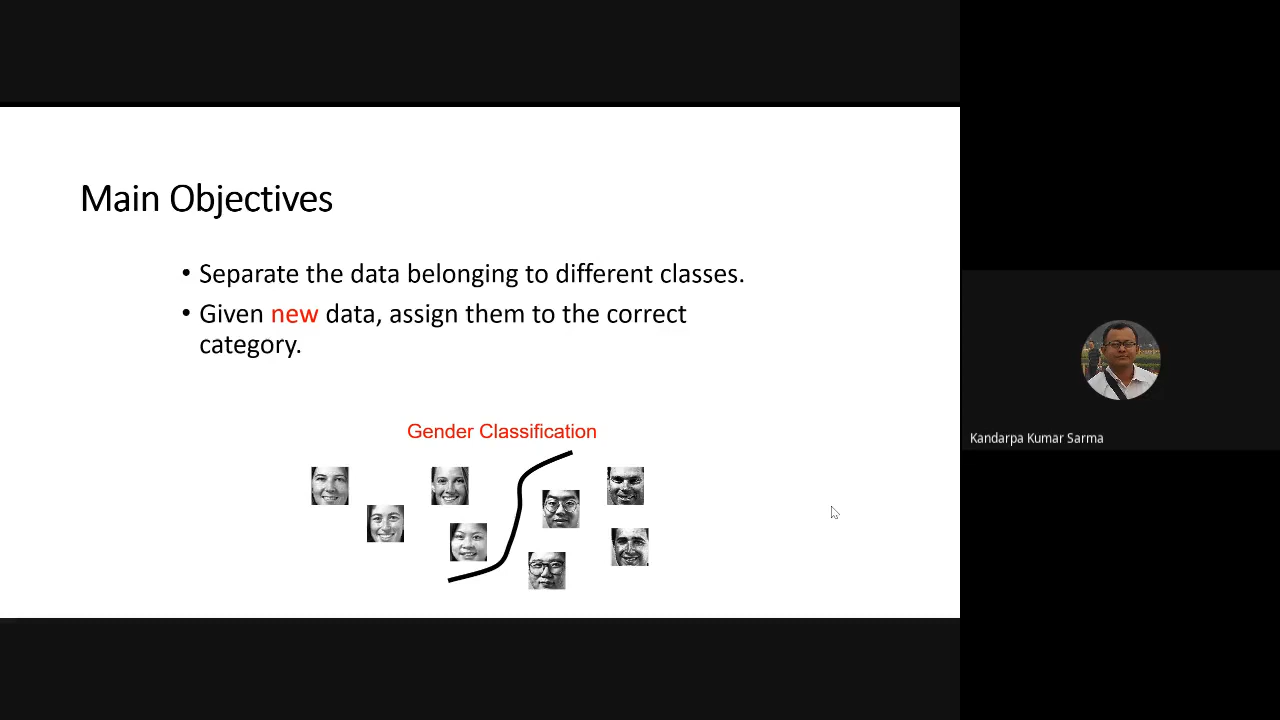 Main Objectives
• Separate the data belonging to different classes.
• Given new data, assign them to the correct
category.
Gender Classification
Kandarpa Kumar Sarma